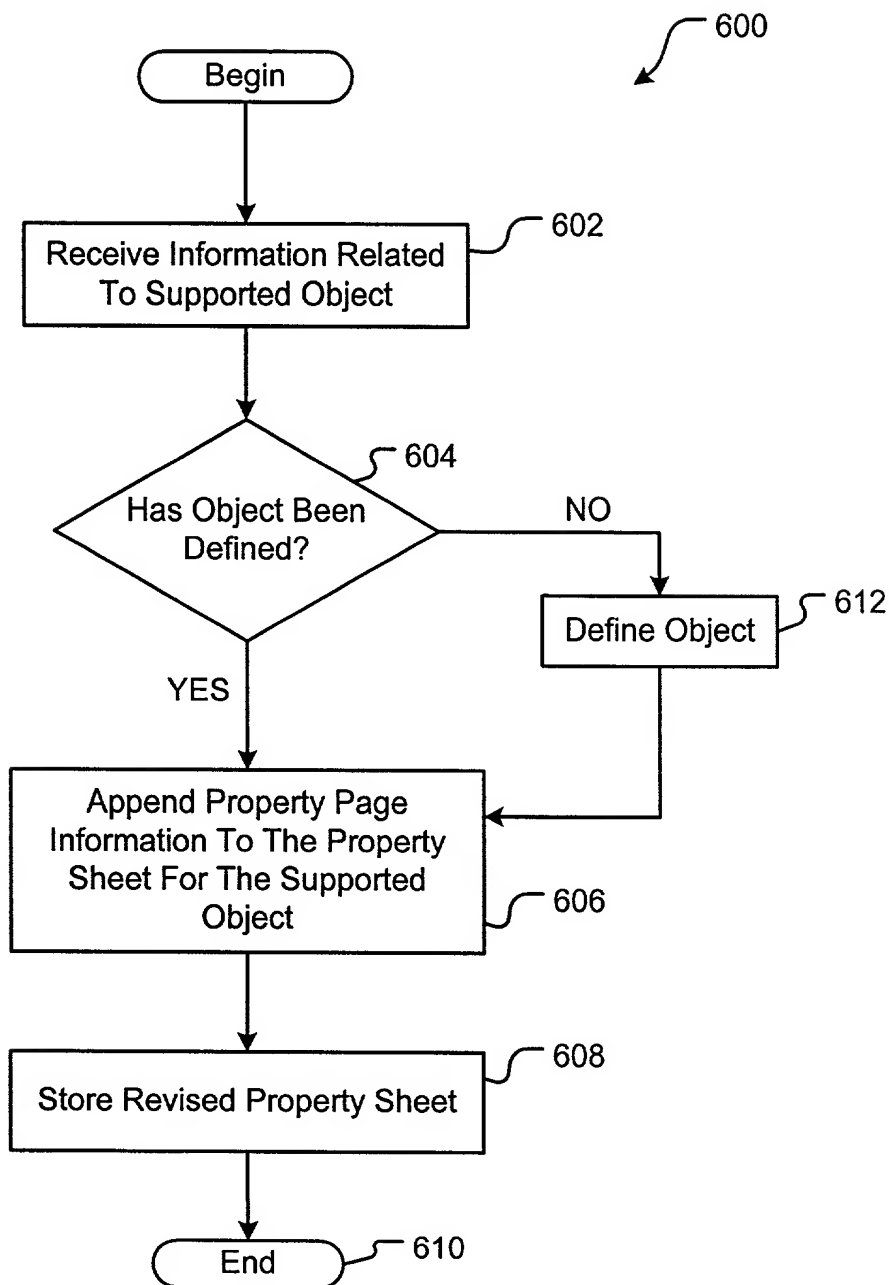 600
Begin
602
Receive Information Related
To Supported Object
604
Has Object Been
Defined?
NO
612
Define Object
YES
Append Property Page
Information To The Property
Sheet For The Supported
Object
606
608
Store Revised Property Sheet
End
610